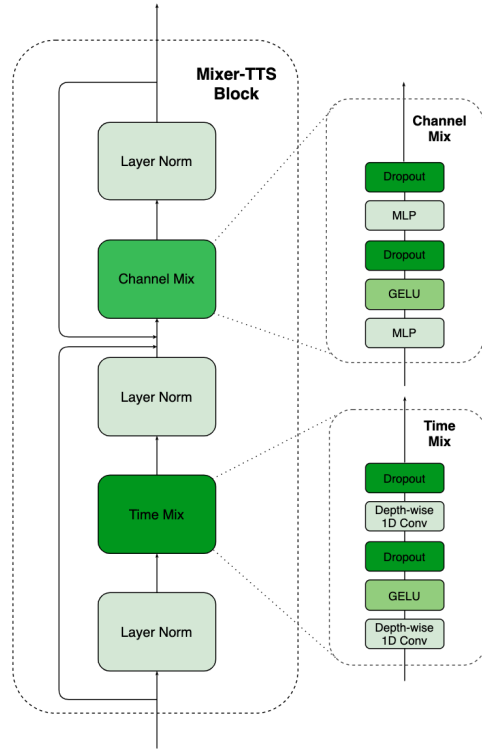 Mixer-TTS
Block
Layer Norm
Channel Mix
Layer Norm
Time Mix
Layer Norm
Channel
Mix
Dropout
MLP
Dropout
GELU
MLP
Time
Mix
Dropout
Depth-wise
1D Conv
Dropout
GELU
Depth-wise
1D Conv